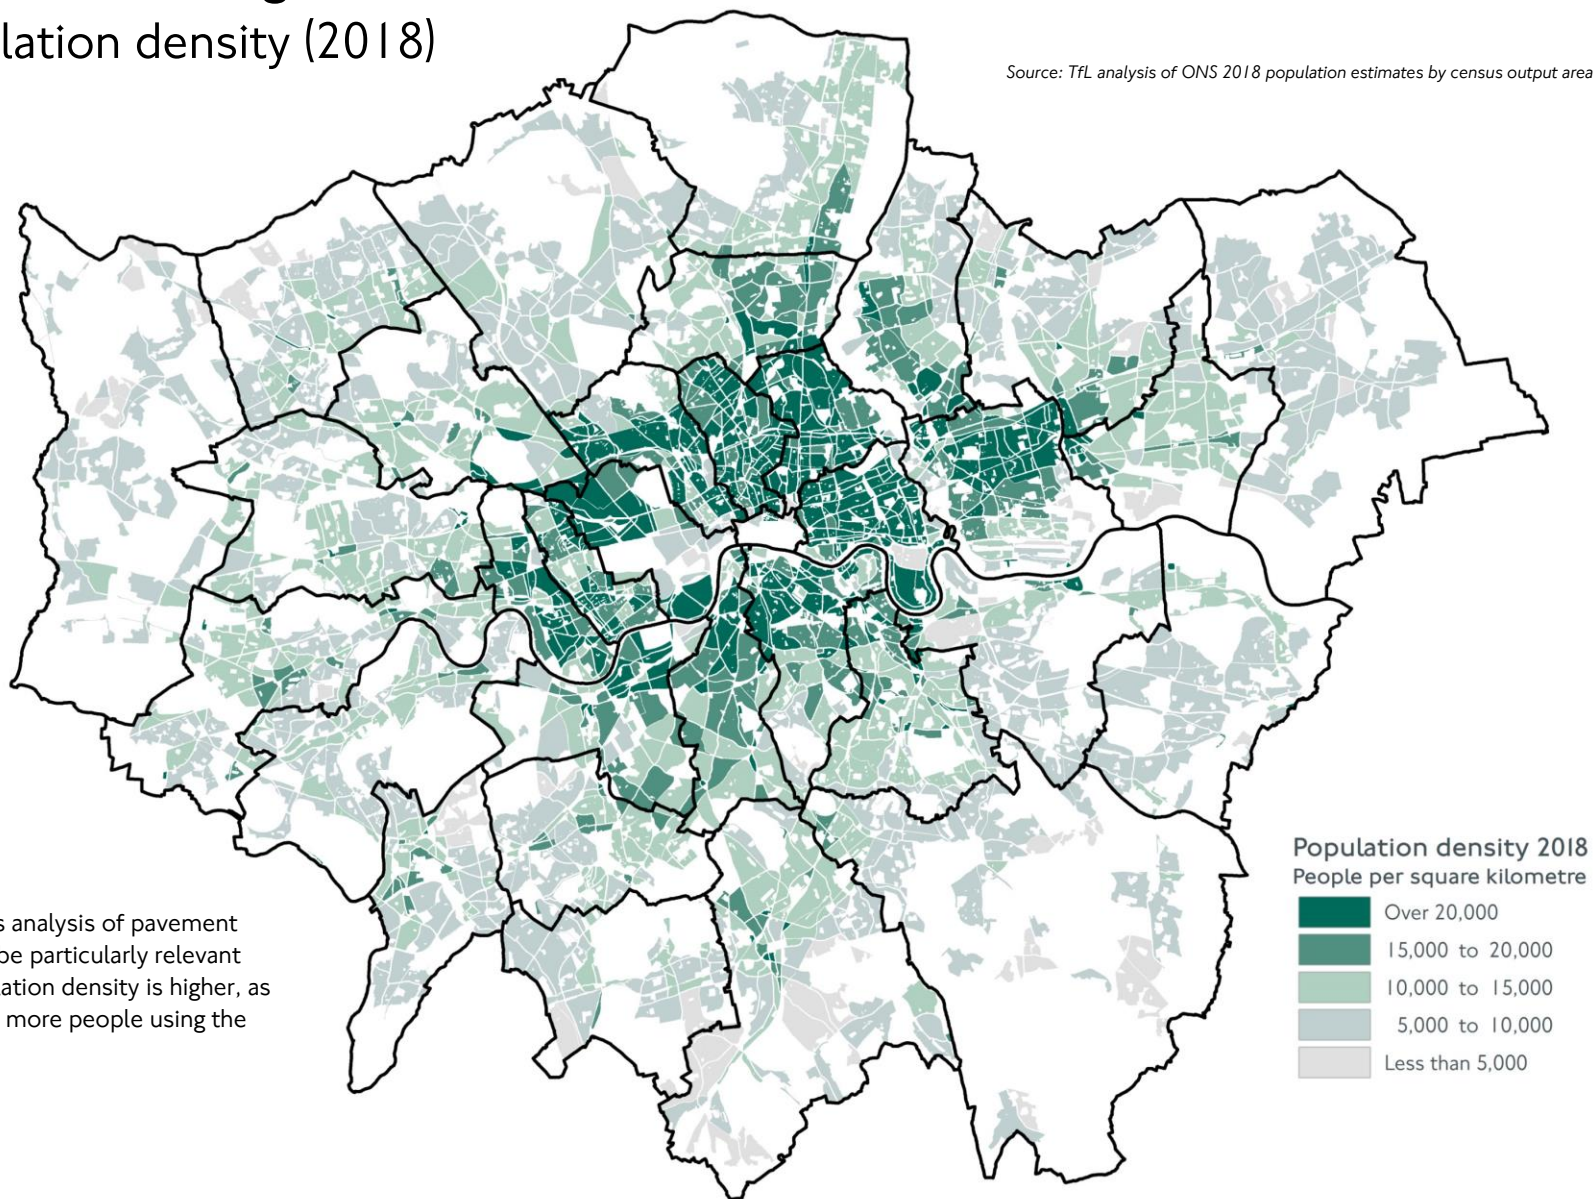 lation density (2018)
Source: TfL analysis of ONS 2018 population estimates by census output area
s analysis of pavement
be particularly relevant
lation density is higher, as
more people using the
Population density 2018
People per square kilometre
Over 20,000
15,000 to 20,000
10,000 to 15,000
5,000 to 10,000
Less than 5,000